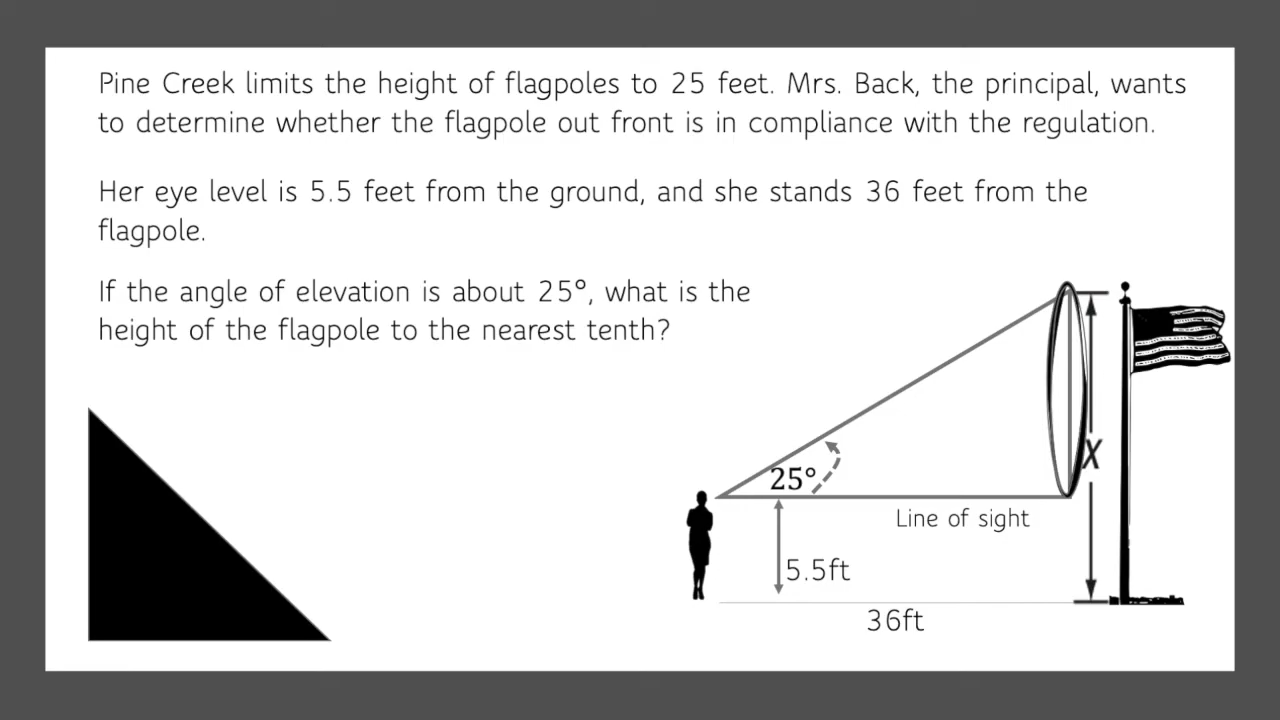 Pine Creek limits the height of flagpoles to 25 feet. Mrs. Back, the principal, wants
to determine whether the flagpole out front is in compliance with the regulation.
Her eye level is 5.5 feet from the ground, and she stands 36 feet from the
flagpole.
If the angle of elevation is about 25°, what is the
height of the flagpole to the nearest tenth?
X
25°
Line of sight
5.5ft
36ft